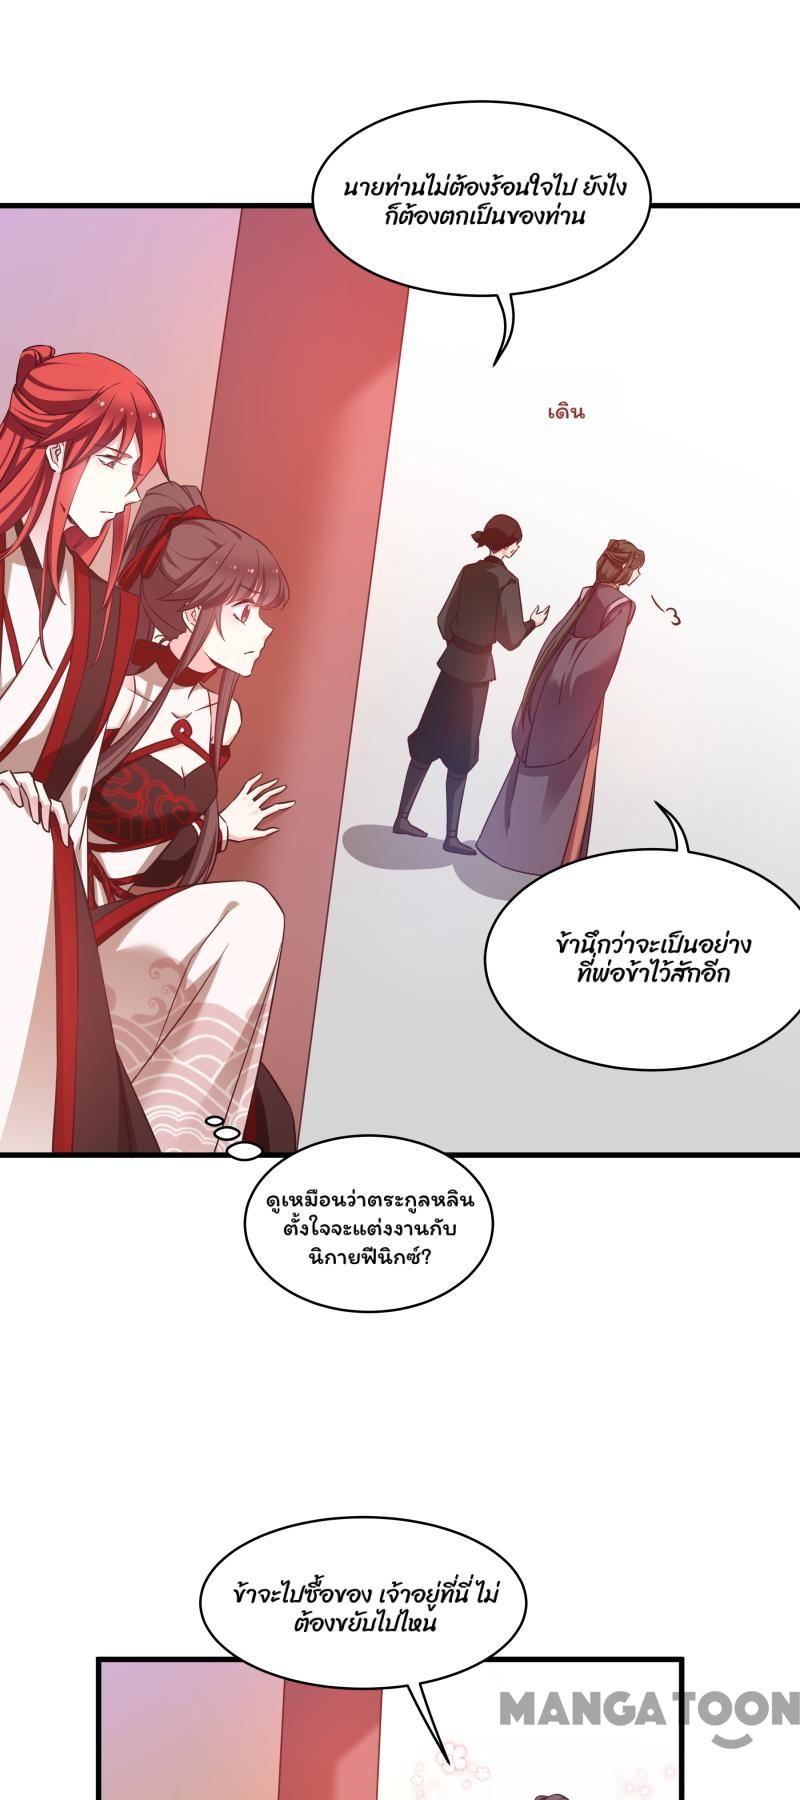 นายท่านไม่ต้องร้อนใจไป ยังไง
ก็ต้องตกเป็นของท่าน
เดิน
ข้านึกว่าจะเป็นอย่าง
ที่พ่อข้าไว้สักอีก
ดูเหมือนว่าตระกูลหลิน
ตั้งใจจะแต่งงานกับ
นิกายฟีนิกซ์?
ข้าจะไปซื้อของ เจ้าอยู่ที่นี่ ไม่
ต้องขยับไปไหน
MANGATOON